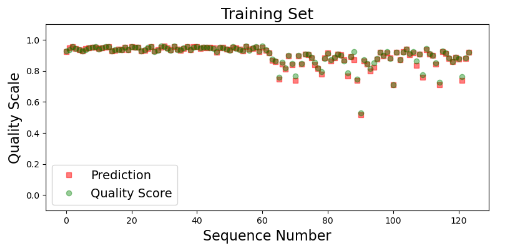 Training Set
Quality Scale
1.0
0.8
0.6
0.4
0.2
0.0
Prediction
Quality Score
0 20 40 60 80 100 120
Sequence Number